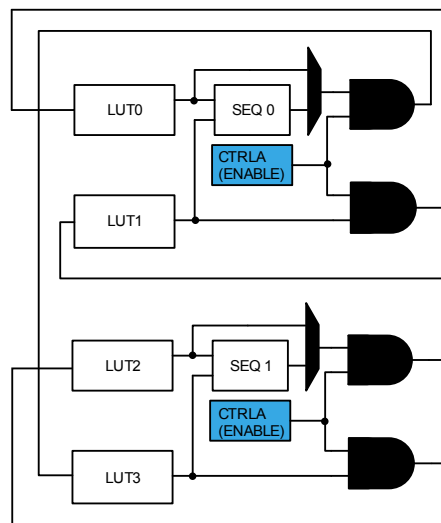 LUT0
SEQ 0
CTRLA
(ENABLE)
LUT1
LUT2
SEQ 1
CTRLA
(ENABLE)
LUT3